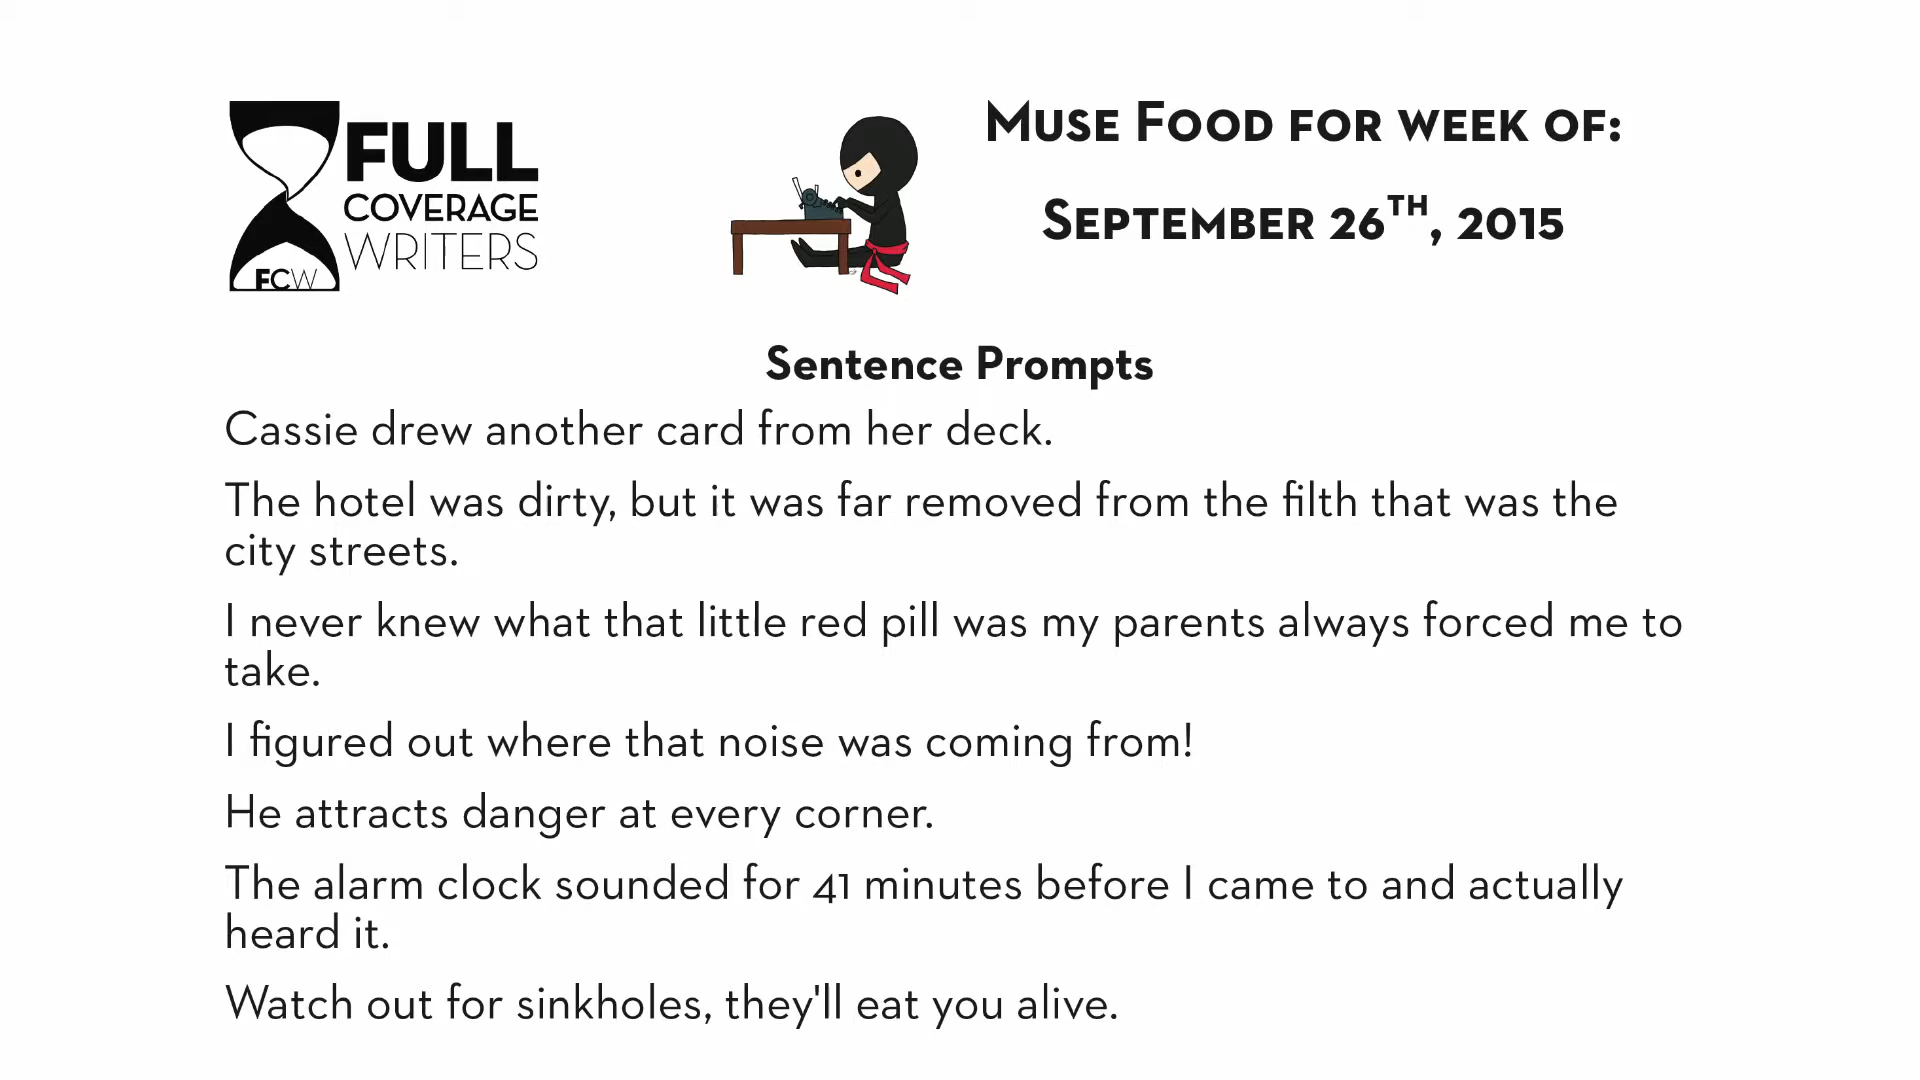 FULL
COVERAGE
WRITERS
FCW
Muse Food for week of:
September 26TH, 2015
Sentence Prompts
Cassie drew another card from her deck.
The hotel was dirty, but it was far removed from the filth that was the
city streets.
I never knew what that little red pill was my parents always forced me to
take.
I figured out where that noise was coming from!
He attracts danger at every corner.
The alarm clock sounded for 41 minutes before I came to and actually
heard it.
Watch out for sinkholes, they'll eat you alive.